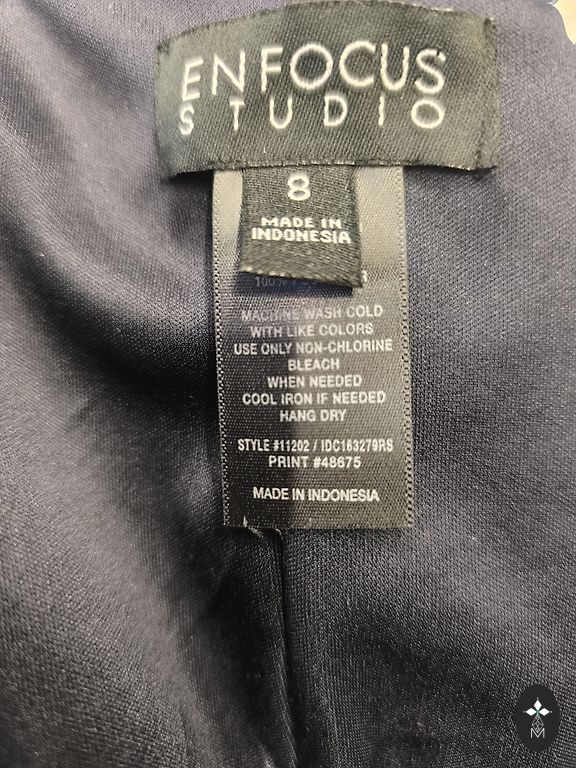 ENFOCUS
STUDIO
8
MADE IN
INDONESIA
100%
MACHINE WASH COLD
WITH LIKE COLORS
USE ONLY NON-CHLORINE
BLEACH
WHEN NEEDED
COOL IRON IF NEEDED
HANG DRY
STYLE #11202 / IDC163279RS
PRINT #48675
MADE IN INDONESIA
M